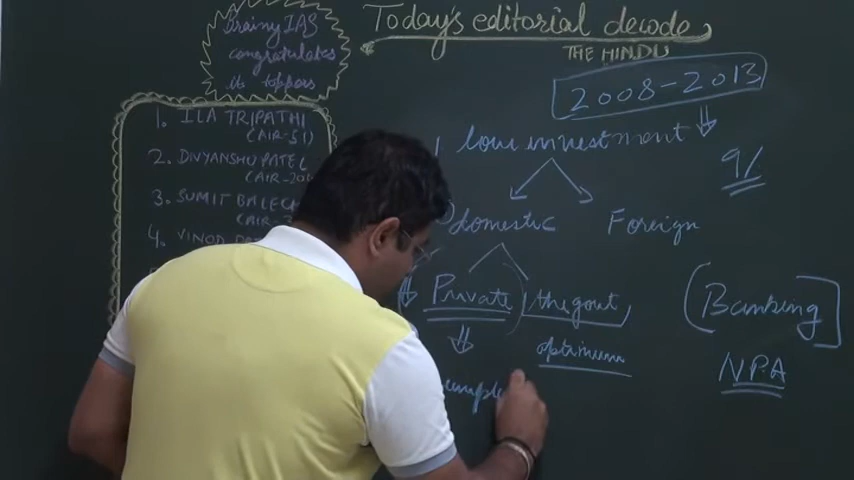 Brainy IAS
congratulates
its toppers
Today's editorial decode
THE HINDU
2008-2013
1. ILA TRIPATHI
(AIR-51)
2. DIVYANSHU PATEL
(AIR-20
3. SUMIT BALECH
(AIR-2
4. VINOD
low investment
9%
domestic
Foreign
Private
the govt
Banking
optimum
NPA